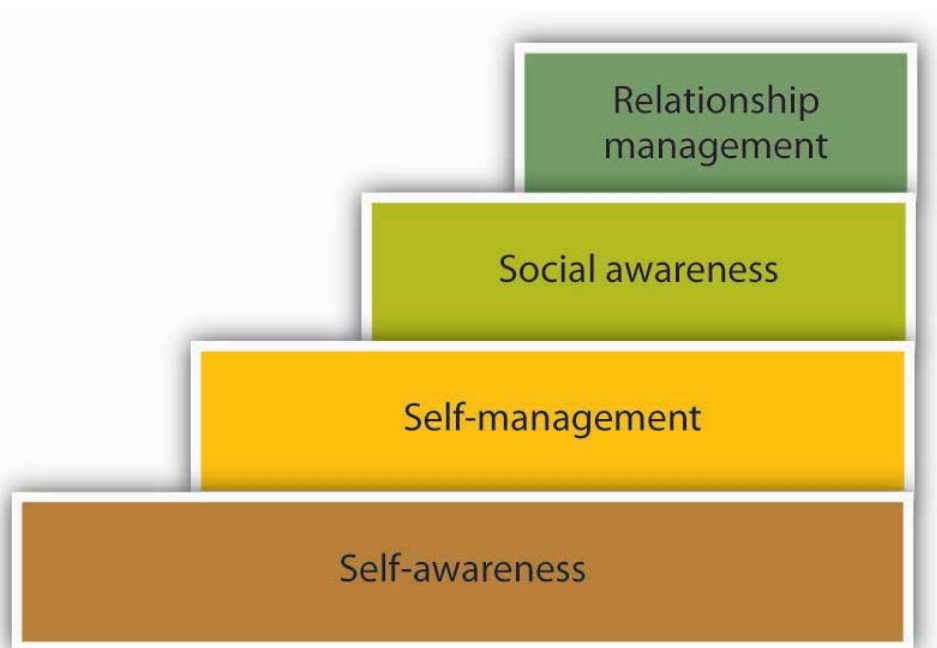 Relationship
management
Social awareness
Self-management
Self-awareness